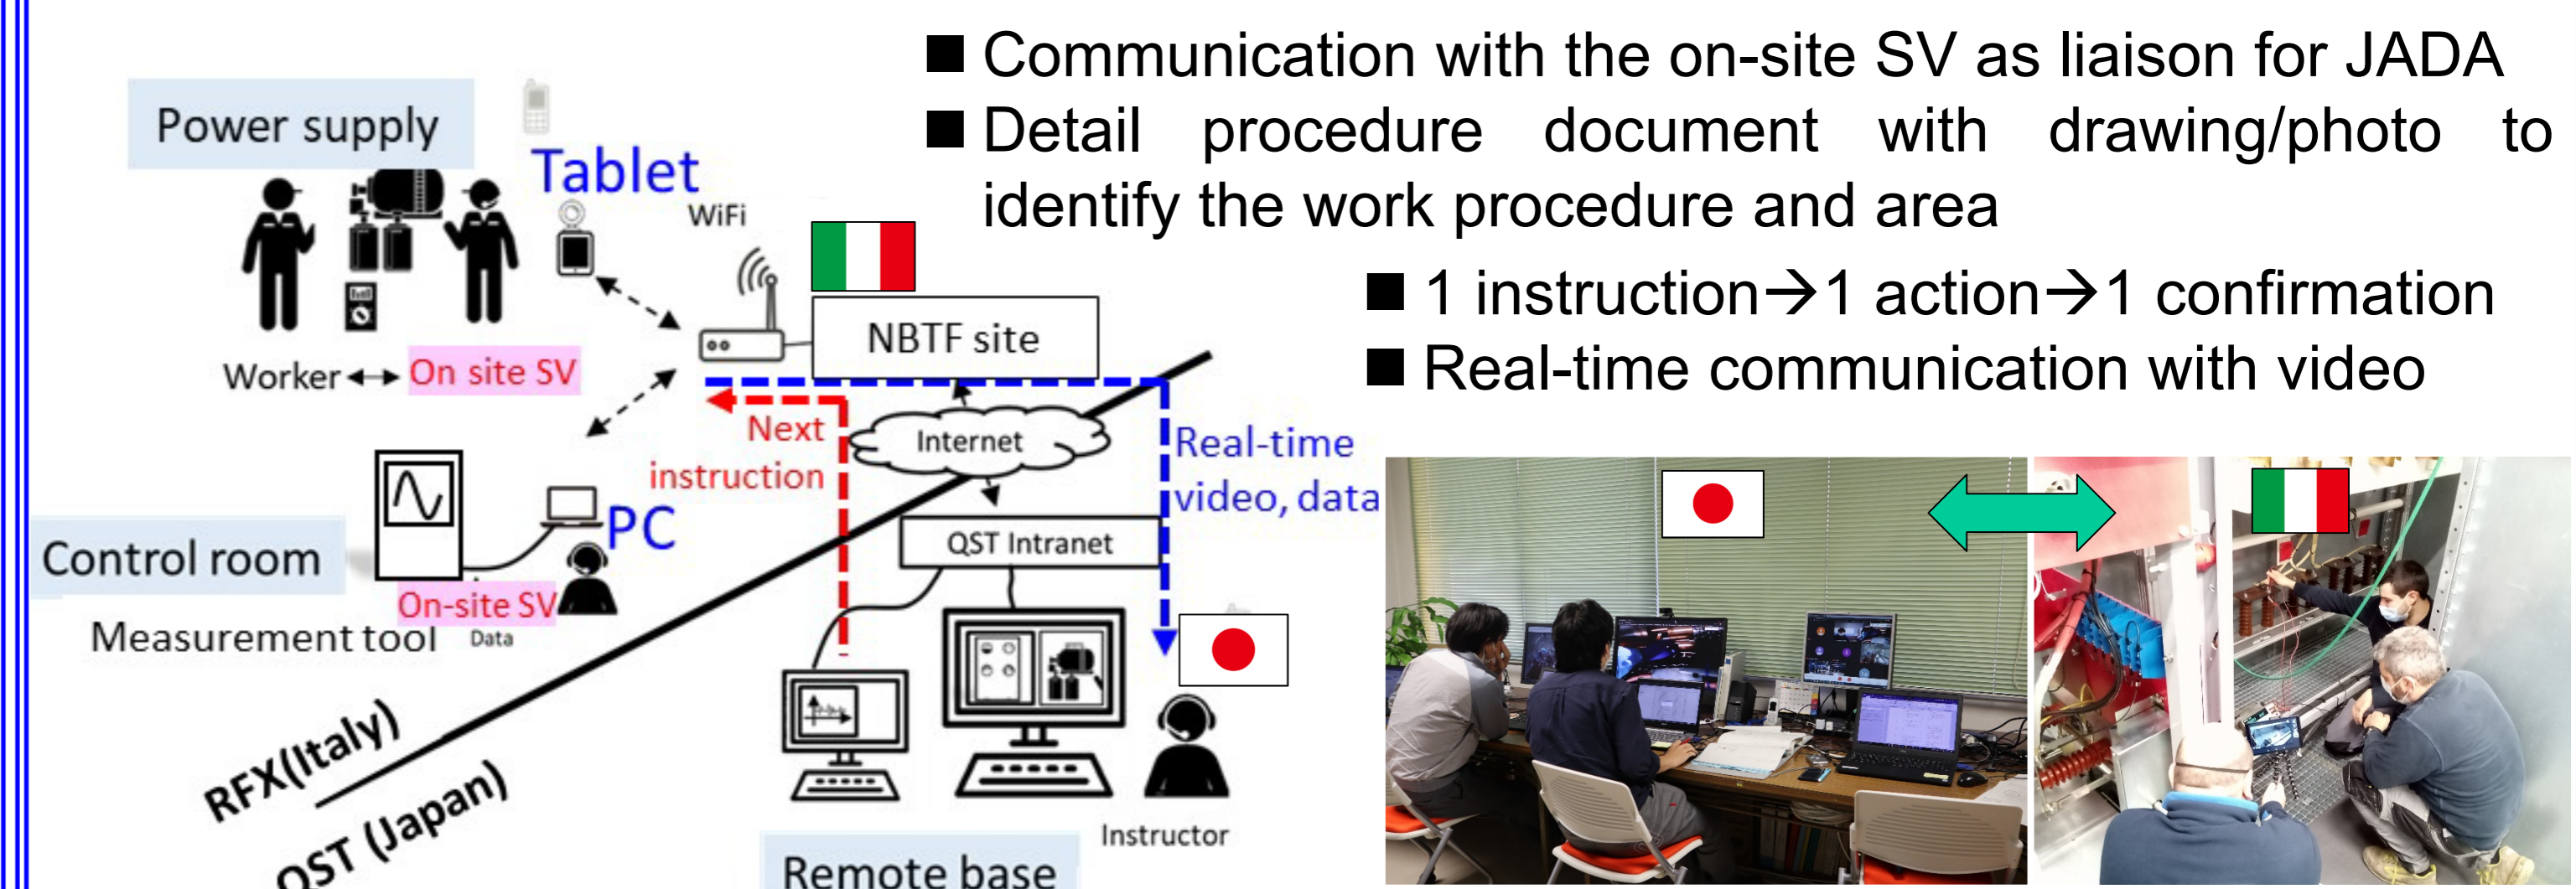 ■ Communication with the on-site SV as liaison for JADA
■ Detail procedure document with drawing/photo to
identify the work procedure and area
■ 1 instruction→1 action→1 confirmation
■ Real-time communication with video
Power supply
Tablet
WiFi
NBTF site
Worker
On site SV
Next
instruction
Internet
Real-time
video, data
Control room
PC
QST Intranet
On-site SV
Measurement tool
Data
RFX(Italy)
QST (Japan)
Instructor
Remote base